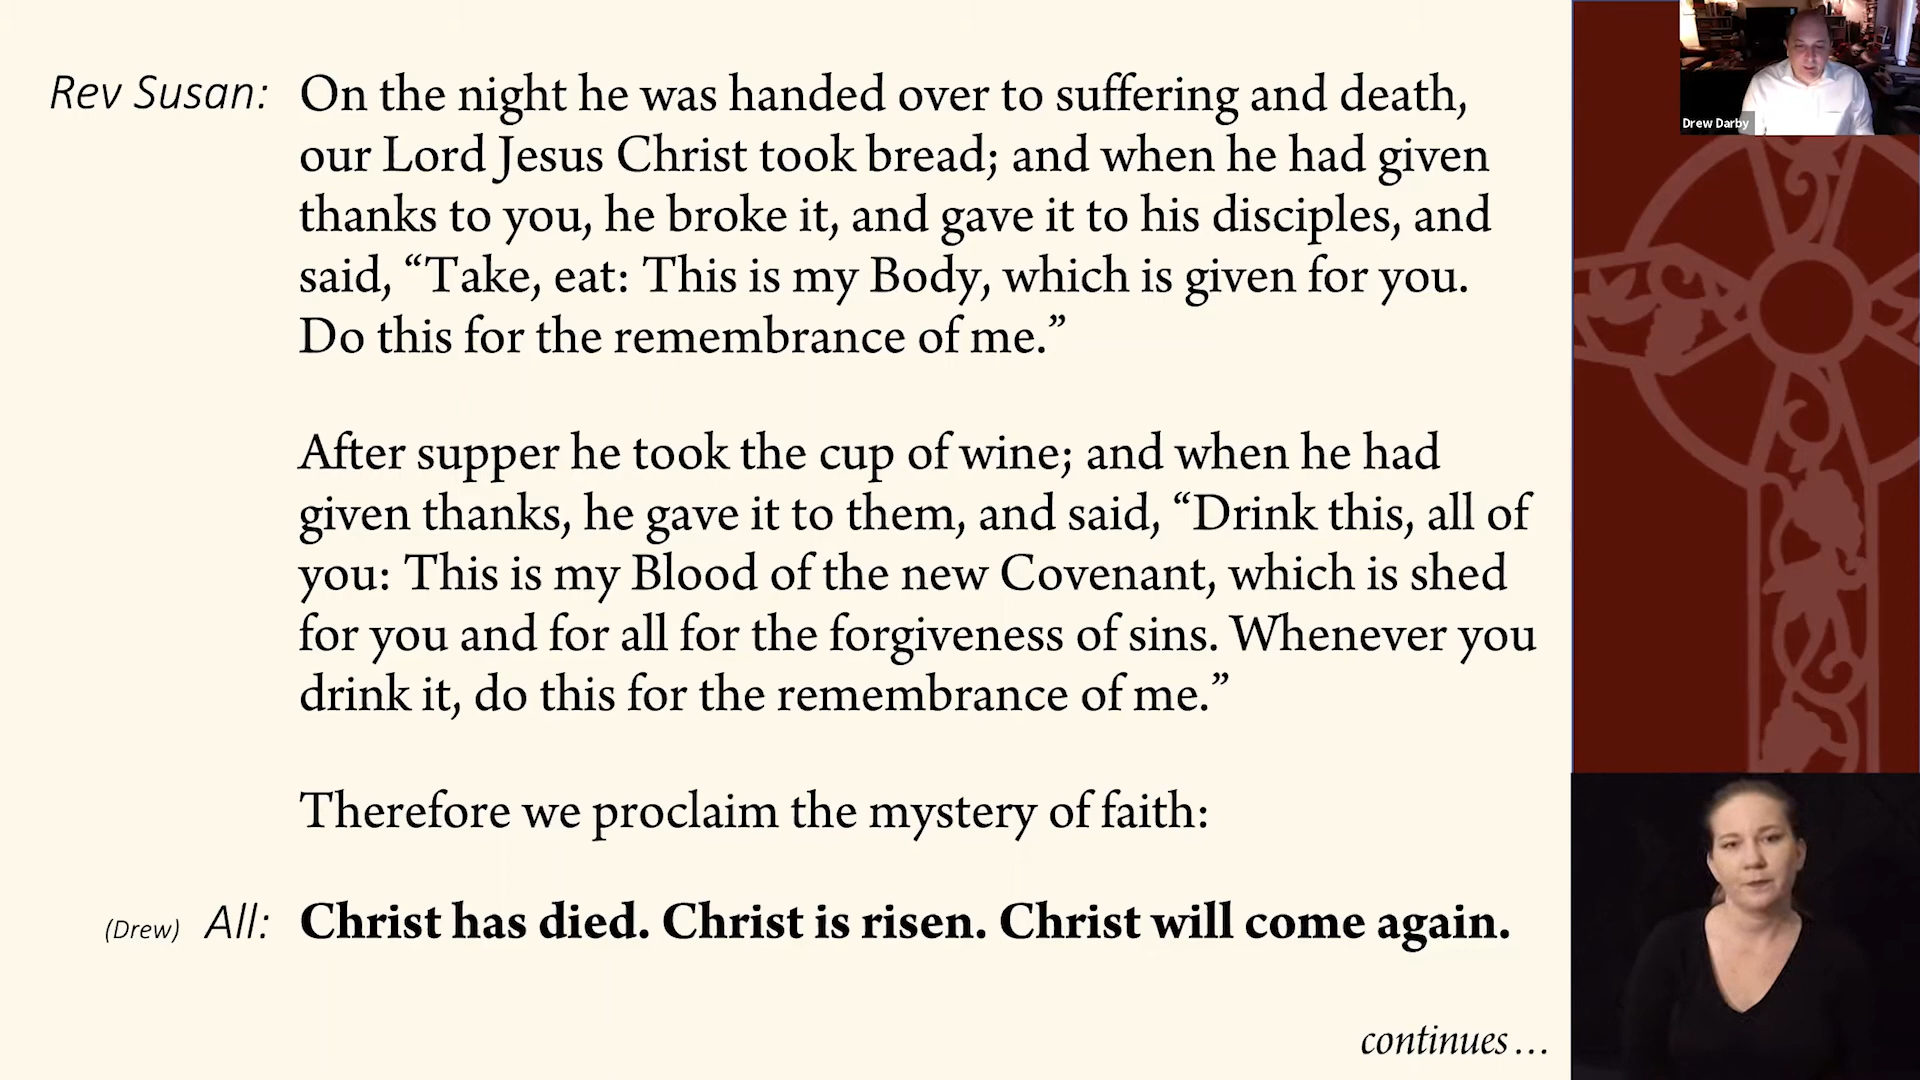 Rev Susan: On the night he was handed over to suffering and death,
our Lord Jesus Christ took bread; and when he had given
thanks to you, he broke it, and gave it to his disciples, and
said, “Take, eat: This is my Body, which is given for you.
Do this for the remembrance of me.”
After supper he took the cup of wine; and when he had
given thanks, he gave it to them, and said, “Drink this, all of
you: This is my Blood of the new Covenant, which is shed
for you and for all for the forgiveness of sins. Whenever you
drink it, do this for the remembrance of me.”
Therefore we proclaim the mystery of faith:
(Drew) All: Christ has died. Christ is risen. Christ will come again.
continues …
Drew Darby